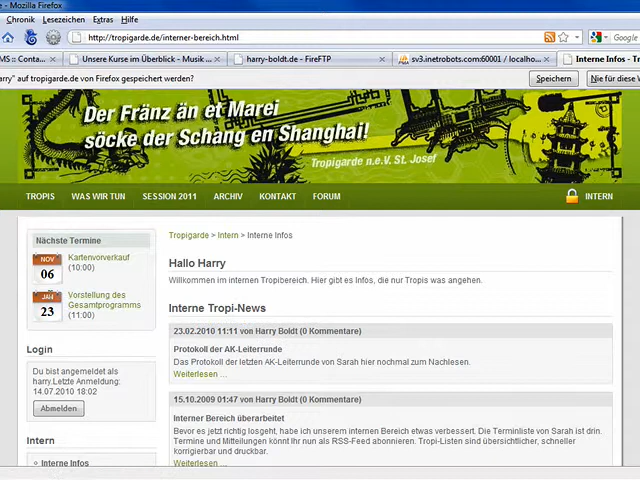 e - Mozilla Firefox
Chronik Lesezeichen Extras Hilfe
http://tropigarde.de/interner-bereich.html
Google
MS :: Conta...
Unsere Kurse im Überblick - Musik ...
harry-boldt.de - FireFTP
sv3.inetrobots.com:60001 / localho...
Interne Infos - Tr
arry" auf tropigarde.de von Firefox gespeichert werden?
Speichern
Nie für diese W
Der Fränz än et Marei
söcke der Schang en Shanghai!
Tropigarde n.e.V. St. Josef
TROPIS WAS WIR TUN SESSION 2011 ARCHIV KONTAKT FORUM INTERN
Nächste Termine
NOV
06
Kartenvorverkauf
(10:00)
JAN
23
Vorstellung des
Gesamtprogramms
(11:00)
Login
Du bist angemeldet als
harry.Letzte Anmeldung:
14.07.2010 18:02
Abmelden
Intern
Interne Infos
Tropigarde > Intern > Interne Infos
Hallo Harry
Willkommen im internen Tropibereich. Hier gibt es Infos, die nur Tropis was angehen.
Interne Tropi-News
23.02.2010 11:11 von Harry Boldt (0 Kommentare)
Protokoll der AK-Leiterrunde
Das Protokoll der letzten AK-Leiterrunde von Sarah hier nochmal zum Nachlesen.
Weiterlesen ...
15.10.2009 01:47 von Harry Boldt (0 Kommentare)
Interner Bereich überarbeitet
Bevor es jetzt richtig losgeht, habe ich unserem internen Bereich etwas verbessert. Die Terminliste von Sarah ist drin.
Termine und Mitteilungen könnt Ihr nun als RSS-Feed abonnieren. Tropi-Listen sind übersichtlicher, schneller
korrigierbar und druckbar.
Weiterlesen ...